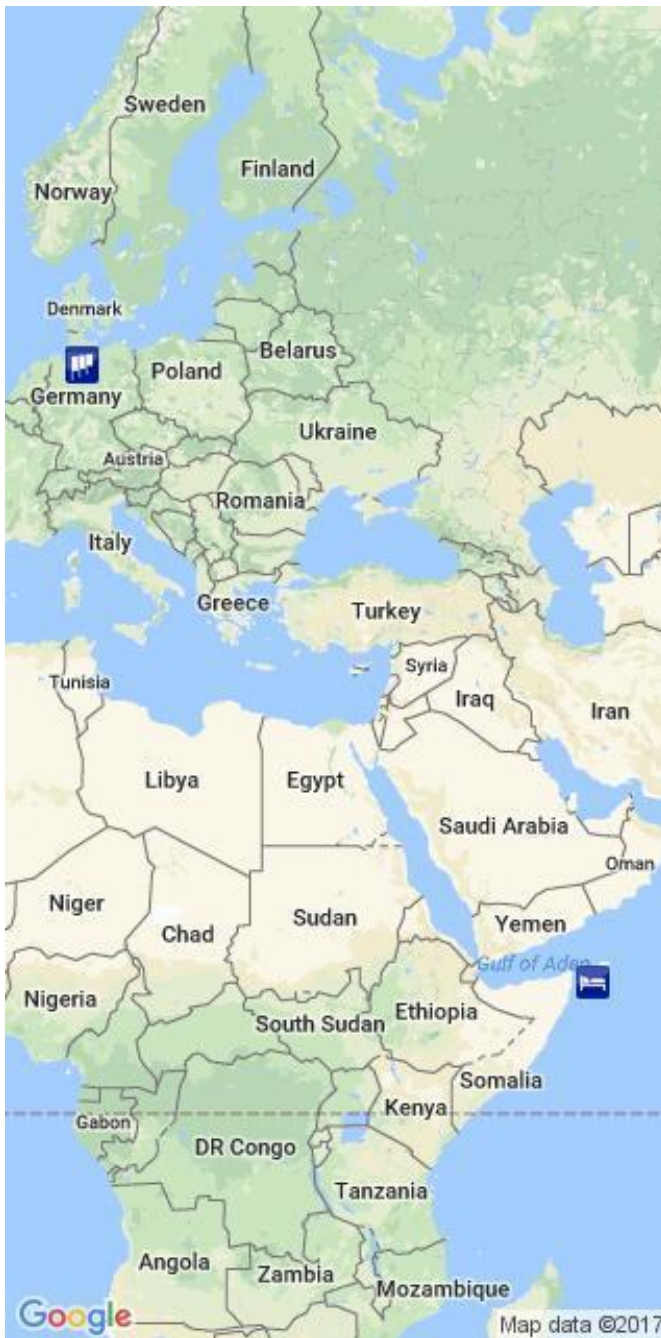 Sweden
Finland
Norway
Denmark
Belarus
Poland
Germany
Ukraine
Austria
Romania
Italy
Greece
Turkey
Syria
Tunisia
Iraq
Iran
Libya
Egypt
Saudi Arabia
Oman
Niger
Sudan
Yemen
Chad
Gulf of Aden
Nigeria
Ethiopia
South Sudan
Somalia
Kenya
Gabon
DR Congo
Tanzania
Angola
Zambia
Mozambique
Google
Map data ©2017